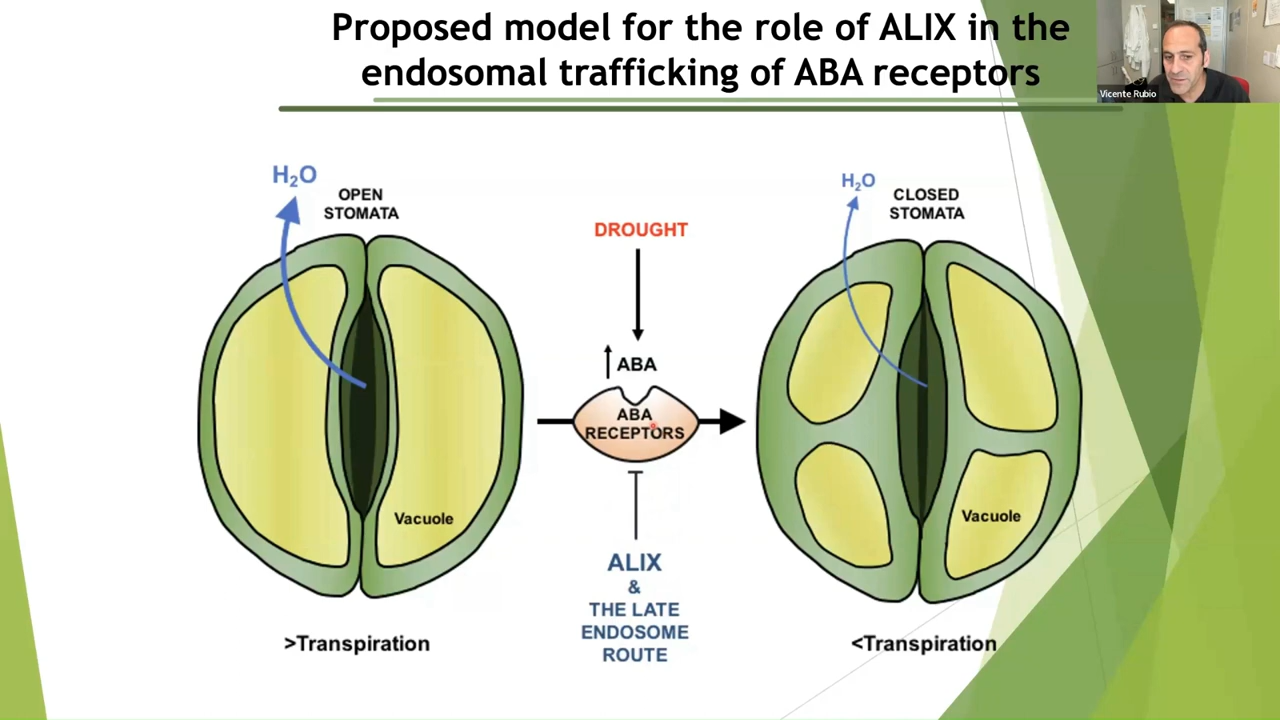 Proposed model for the role of ALIX in the
endosomal trafficking of ABA receptors
Vicente Rubio
H₂O
OPEN
STOMATA
DROUGHT
ABA
ABA
RECEPTORS
ALIX
&
THE LATE
ENDOSOME
ROUTE
Vacuole
>Transpiration
H₂O
CLOSED
STOMATA
Vacuole
<Transpiration